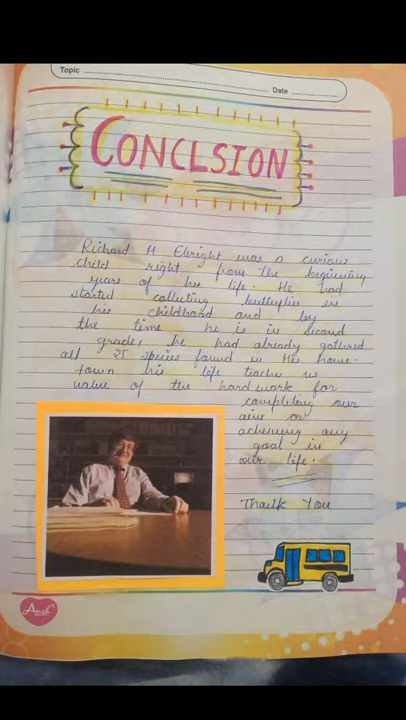 Topic
Date
CONCLSION
Richard H Ebright was a curious
child right from the beginning
years of his life. He had
started collecting butterflies in
his childhood and by
the time he is in second
grade, he had already gothred
all 25 species found in His home-
town his life teache us
value of the hard work for
completing our
aim or
achieving any
goal in
our life.
Thank You